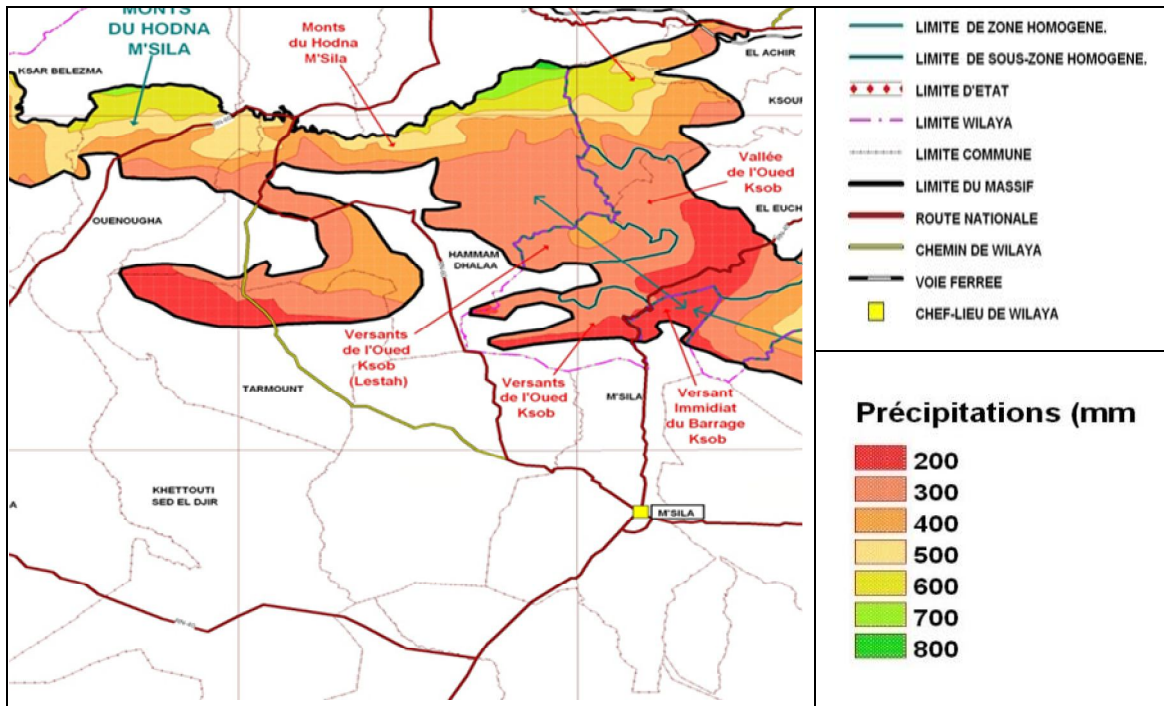 MONTS
DU HODNA
M'SILA
Monts
du Hodna
M'Sila
KSAR BELEZMA
EL ACHIR
KSOUR
Vallée
de l'Oued
Ksob
OUENOUGHA
EL EUCH
HAMMAM
DHALAA
Versants
de l'Oued
Ksob
(Lestah)
TARMOUNT
Versants
de l'Oued
Ksob
M'SILA
Versant
Immidiat
du Barrage
Ksob
KHETTOUTI
SED EL DJIR
A
M'SILA
LIMITE DE ZONE HOMOGENE.
LIMITE DE SOUS-ZONE HOMOGENE.
LIMITE D'ETAT
LIMITE WILAYA
LIMITE COMMUNE
LIMITE DU MASSIF
ROUTE NATIONALE
CHEMIN DE WILAYA
VOIE FERREE
CHEF-LIEU DE WILAYA
Précipitations (mm
200
300
400
500
600
700
800